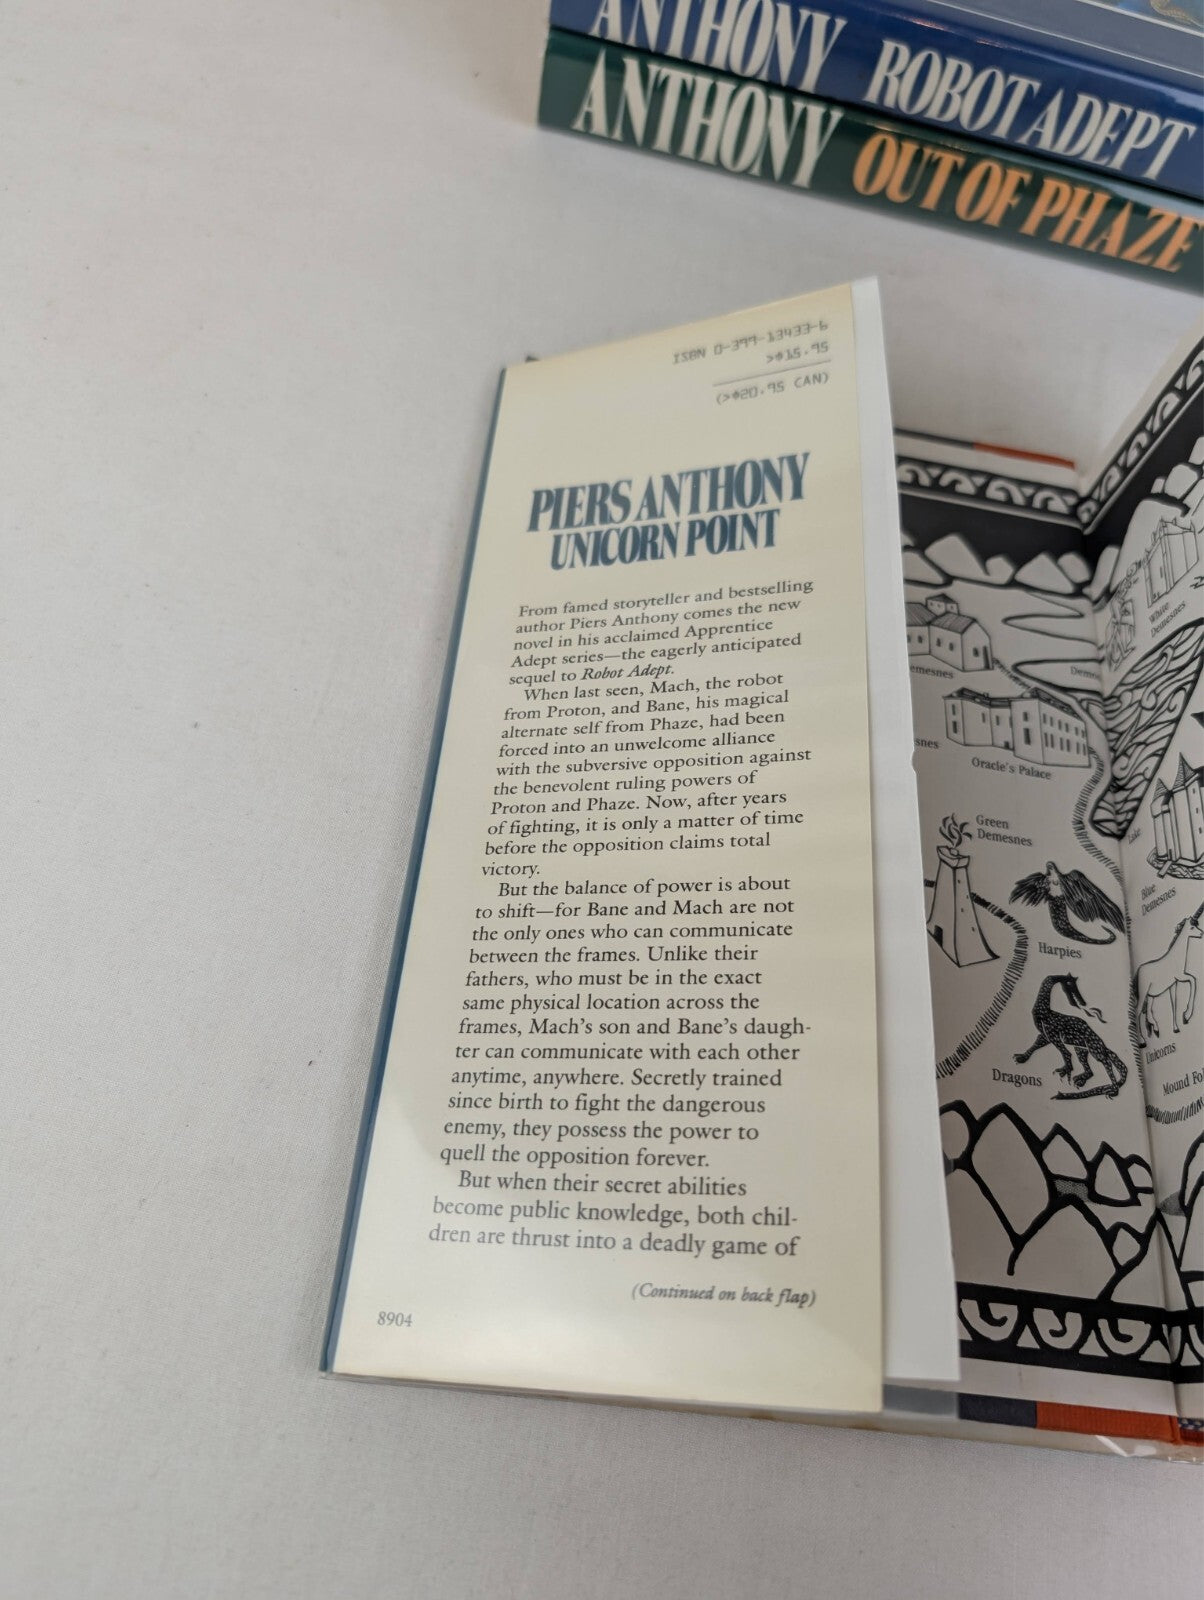 ANTHONY ROBOT ADEPT
ANTHONY OUT OF PHAZE
ISBN 0-399-13433-6
>$15.95
(>$20.95 CAN)
PIERS ANTHONY
UNICORN POINT
From famed storyteller and bestselling
author Piers Anthony comes the new
novel in his acclaimed Apprentice
Adept series—the eagerly anticipated
sequel to Robot Adept.
When last seen, Mach, the robot
from Proton, and Bane, his magical
alternate self from Phaze, had been
forced into an unwelcome alliance
with the subversive opposition against
the benevolent ruling powers of
Proton and Phaze. Now, after years
of fighting, it is only a matter of time
before the opposition claims total
victory.
But the balance of power is about
to shift—for Bane and Mach are not
the only ones who can communicate
between the frames. Unlike their
fathers, who must be in the exact
same physical location across the
frames, Mach's son and Bane's daugh-
ter can communicate with each other
anytime, anywhere. Secretly trained
since birth to fight the dangerous
enemy, they possess the power to
quell the opposition forever.
But when their secret abilities
become public knowledge, both chil-
dren are thrust into a deadly game of
(Continued on back flap)
8904
White
Demesnes
emesnes
Demes
snes
Oracle's Palace
Green
Demesnes
Lake
Blue
Demesnes
Harpies
Unicorns
Dragons
Mound Fol